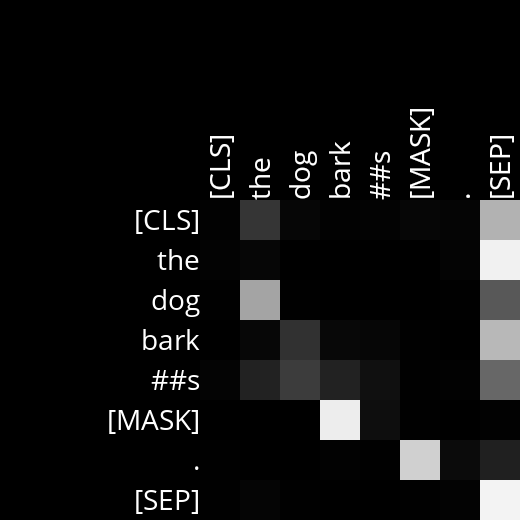 [CLS] the dog bark ##s [MASK] . [SEP]
[CLS]
the
dog
bark
##s
[MASK]
.
[SEP]